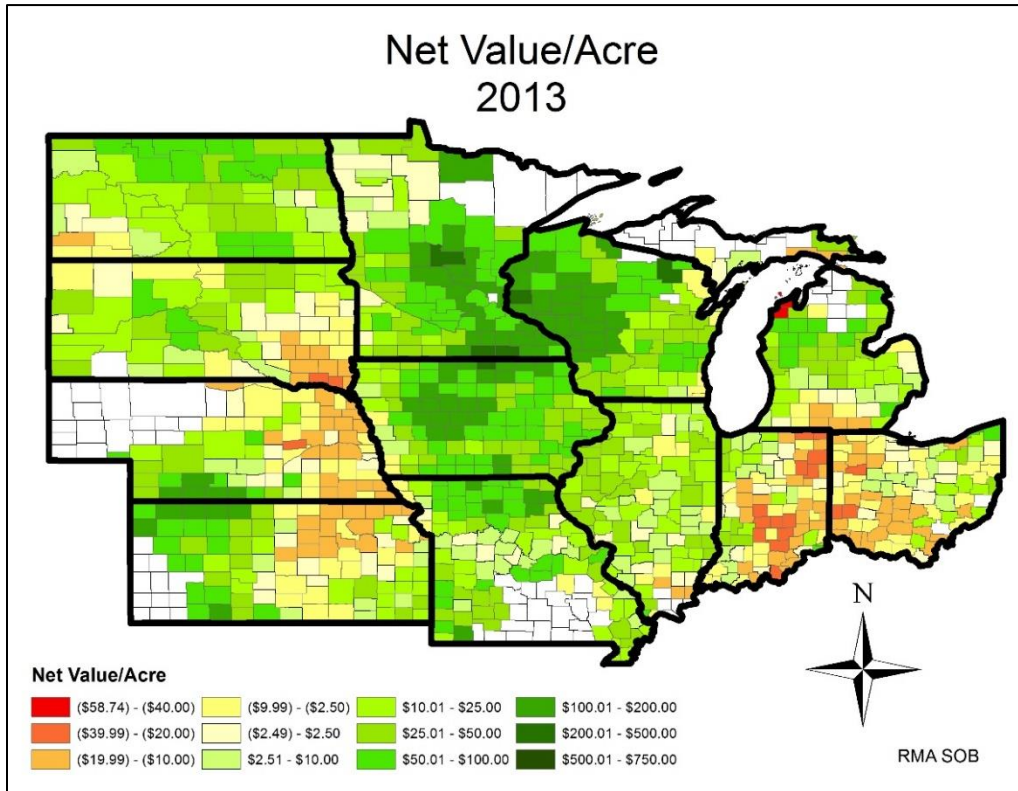 Net Value/Acre
2013
N
Net Value/Acre
($58.74) - ($40.00)
($39.99) - ($20.00)
($19.99) - ($10.00)
($9.99) - ($2.50)
($2.49) - $2.50
$2.51 - $10.00
$10.01 - $25.00
$25.01 - $50.00
$50.01 - $100.00
$100.01 - $200.00
$200.01 - $500.00
$500.01 - $750.00
RMA SOB